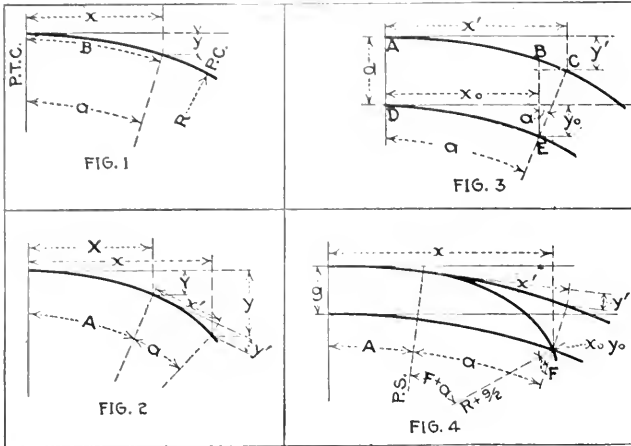 x
B
y
P.T.C.
P.C.
a
R
FIG. 1
x'
A
B
C
y'
g
x₀
D
a
y₀
E
a
FIG. 3
X
x
Y
x'
y
y'
A
a
FIG. 2
x
x'
y'
g
A
a
x₀ y₀
F
P.S.
F+a
R+g/2
FIG. 4